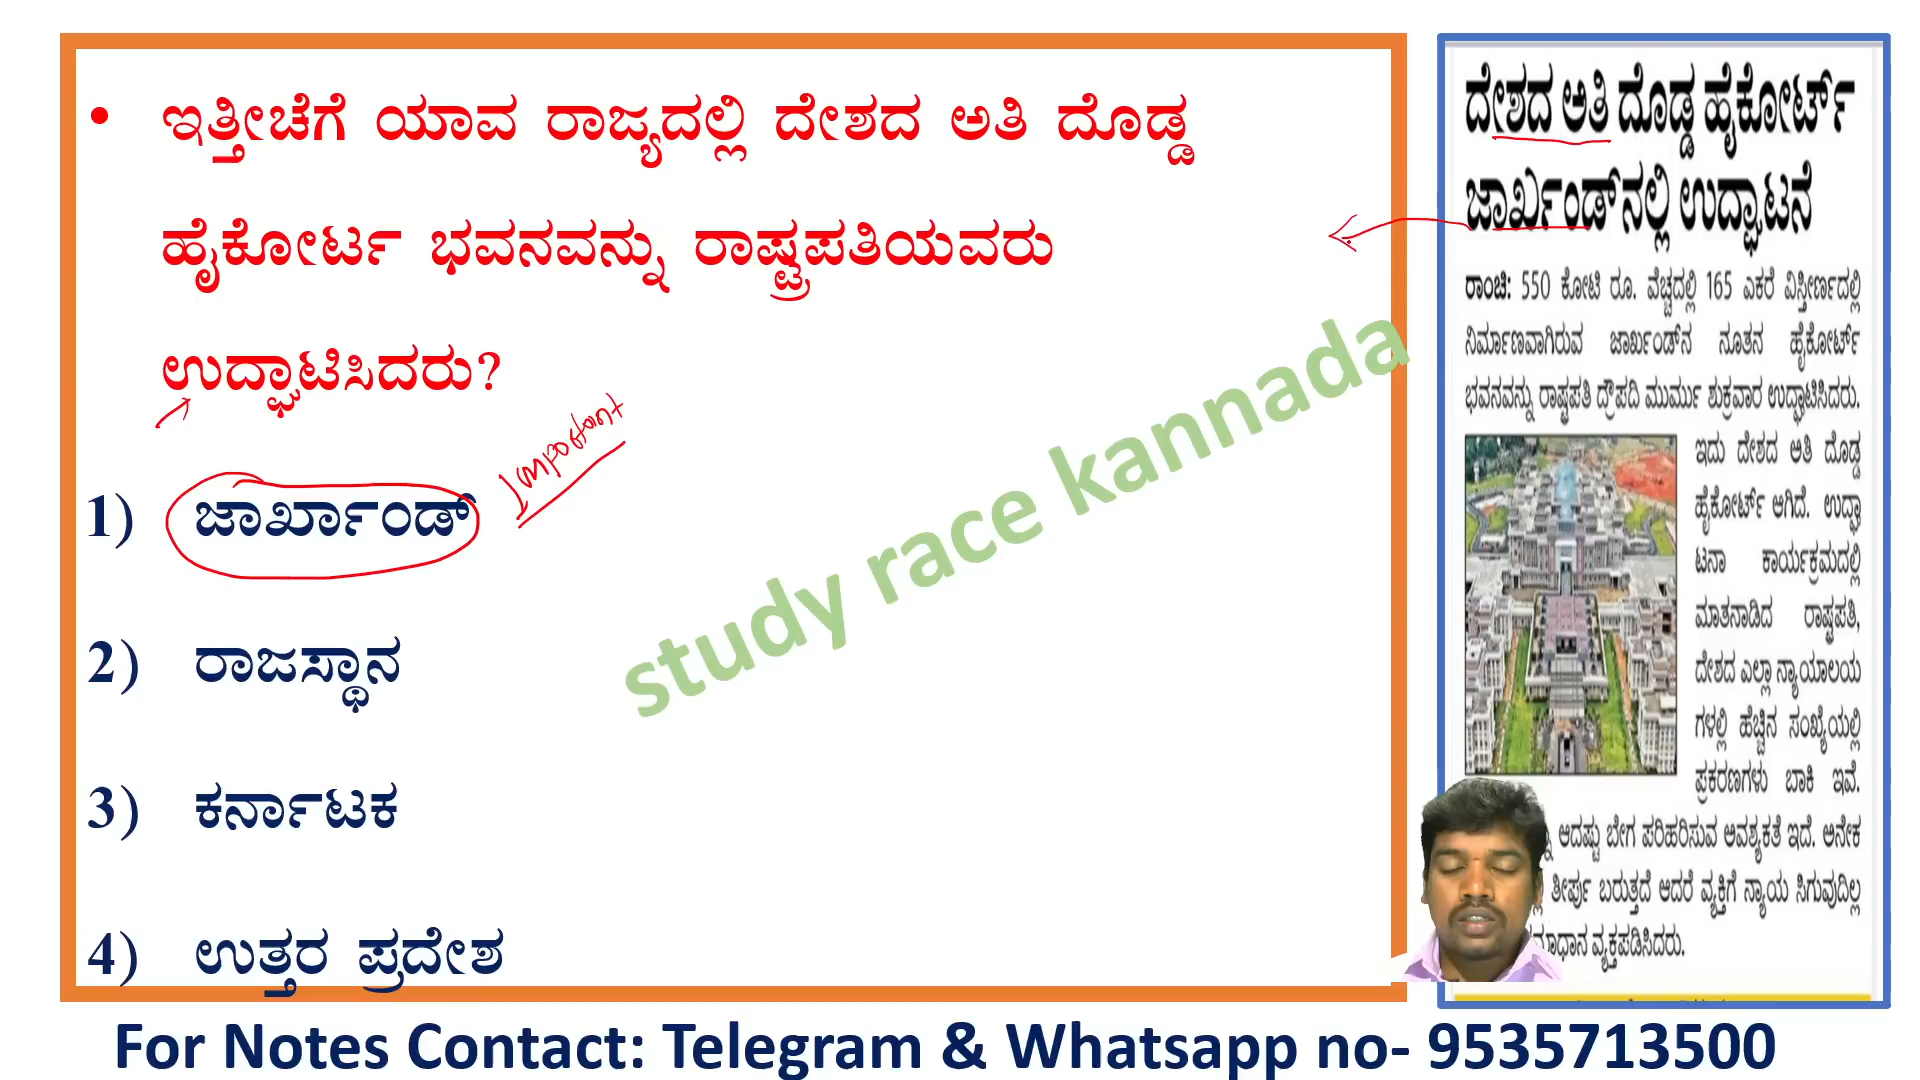 • ಇತ್ತೀಚೆಗೆ ಯಾವ ರಾಜ್ಯದಲ್ಲಿ ದೇಶದ ಅತಿ ದೊಡ್ಡ
ಹೈಕೋರ್ಟ ಭವನವನ್ನು ರಾಷ್ಟ್ರಪತಿಯವರು
ಉದ್ಘಾಟಿಸಿದರು?
Important
1) ಜಾರ್ಖಾಂಡ್
2) ರಾಜಸ್ಥಾನ
3) ಕರ್ನಾಟಕ
4) ಉತ್ತರ ಪ್ರದೇಶ
study race kannada
ದೇಶದ ಅತಿ ದೊಡ್ಡ ಹೈಕೋರ್ಟ್
ಜಾರ್ಖಂಡ್‌ನಲ್ಲಿ ಉದ್ಘಾಟನೆ
ರಾಂಚಿ: 550 ಕೋಟಿ ರೂ. ವೆಚ್ಚದಲ್ಲಿ 165 ಎಕರೆ ವಿಸ್ತೀರ್ಣದಲ್ಲಿ
ನಿರ್ಮಾಣವಾಗಿರುವ ಜಾರ್ಖಂಡ್‌ನ ನೂತನ ಹೈಕೋರ್ಟ್
ಭವನವನ್ನು ರಾಷ್ಟ್ರಪತಿ ದ್ರೌಪದಿ ಮುರ್ಮು ಶುಕ್ರವಾರ ಉದ್ಘಾಟಿಸಿದರು.
ಇದು ದೇಶದ ಅತಿ ದೊಡ್ಡ
ಹೈಕೋರ್ಟ್ ಆಗಿದೆ. ಉದ್ಘಾ
ಟನಾ ಕಾರ್ಯಕ್ರಮದಲ್ಲಿ
ಮಾತನಾಡಿದ ರಾಷ್ಟ್ರಪತಿ,
ದೇಶದ ಎಲ್ಲಾ ನ್ಯಾಯಾಲಯ
ಗಳಲ್ಲಿ ಹೆಚ್ಚಿನ ಸಂಖ್ಯೆಯಲ್ಲಿ
ಪ್ರಕರಣಗಳು ಬಾಕಿ ಇವೆ.
ಆದಷ್ಟು ಬೇಗ ಪರಿಹರಿಸುವ ಅವಶ್ಯಕತೆ ಇದೆ. ಅನೇಕ
ತೀರ್ಪು ಬರುತ್ತದೆ ಆದರೆ ವ್ಯಕ್ತಿಗೆ ನ್ಯಾಯ ಸಿಗುವುದಿಲ್ಲ
ವ್ಯಕ್ತಪಡಿಸಿದರು.
For Notes Contact: Telegram & Whatsapp no- 9535713500